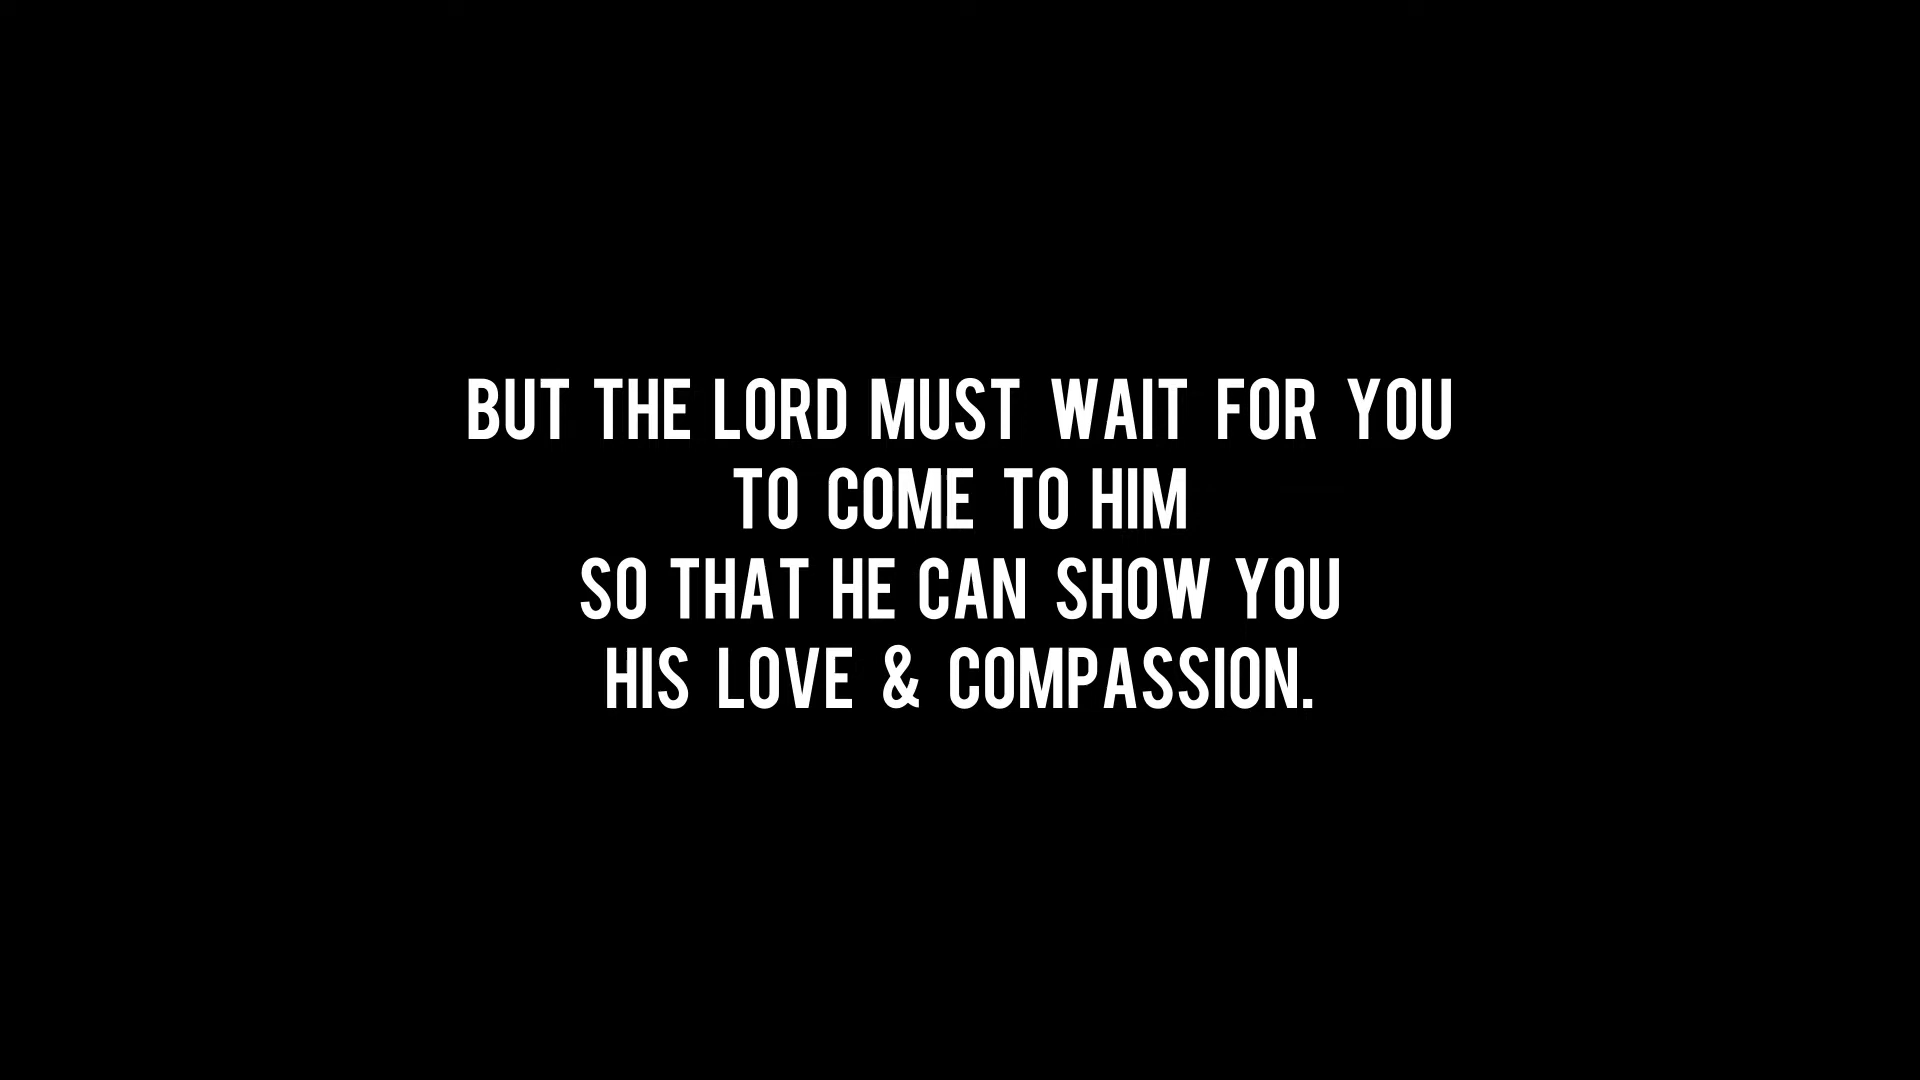 BUT THE LORD MUST WAIT FOR YOU
TO COME TO HIM
SO THAT HE CAN SHOW YOU
HIS LOVE & COMPASSION.